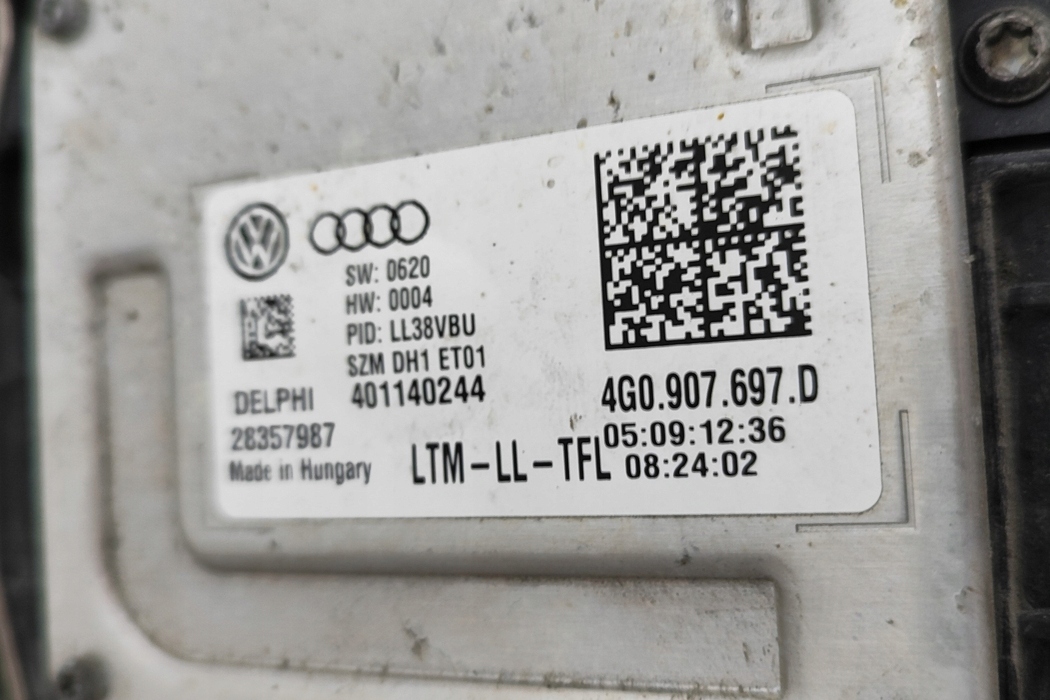 SW: 0620
HW: 0004
PID: LL38VBU
SZM DH1 ET01
401140244
DELPHI
28357987
Made in Hungary
LTM-LL-TFL
4G0.907.697.D
05:09:12:36
08:24:02